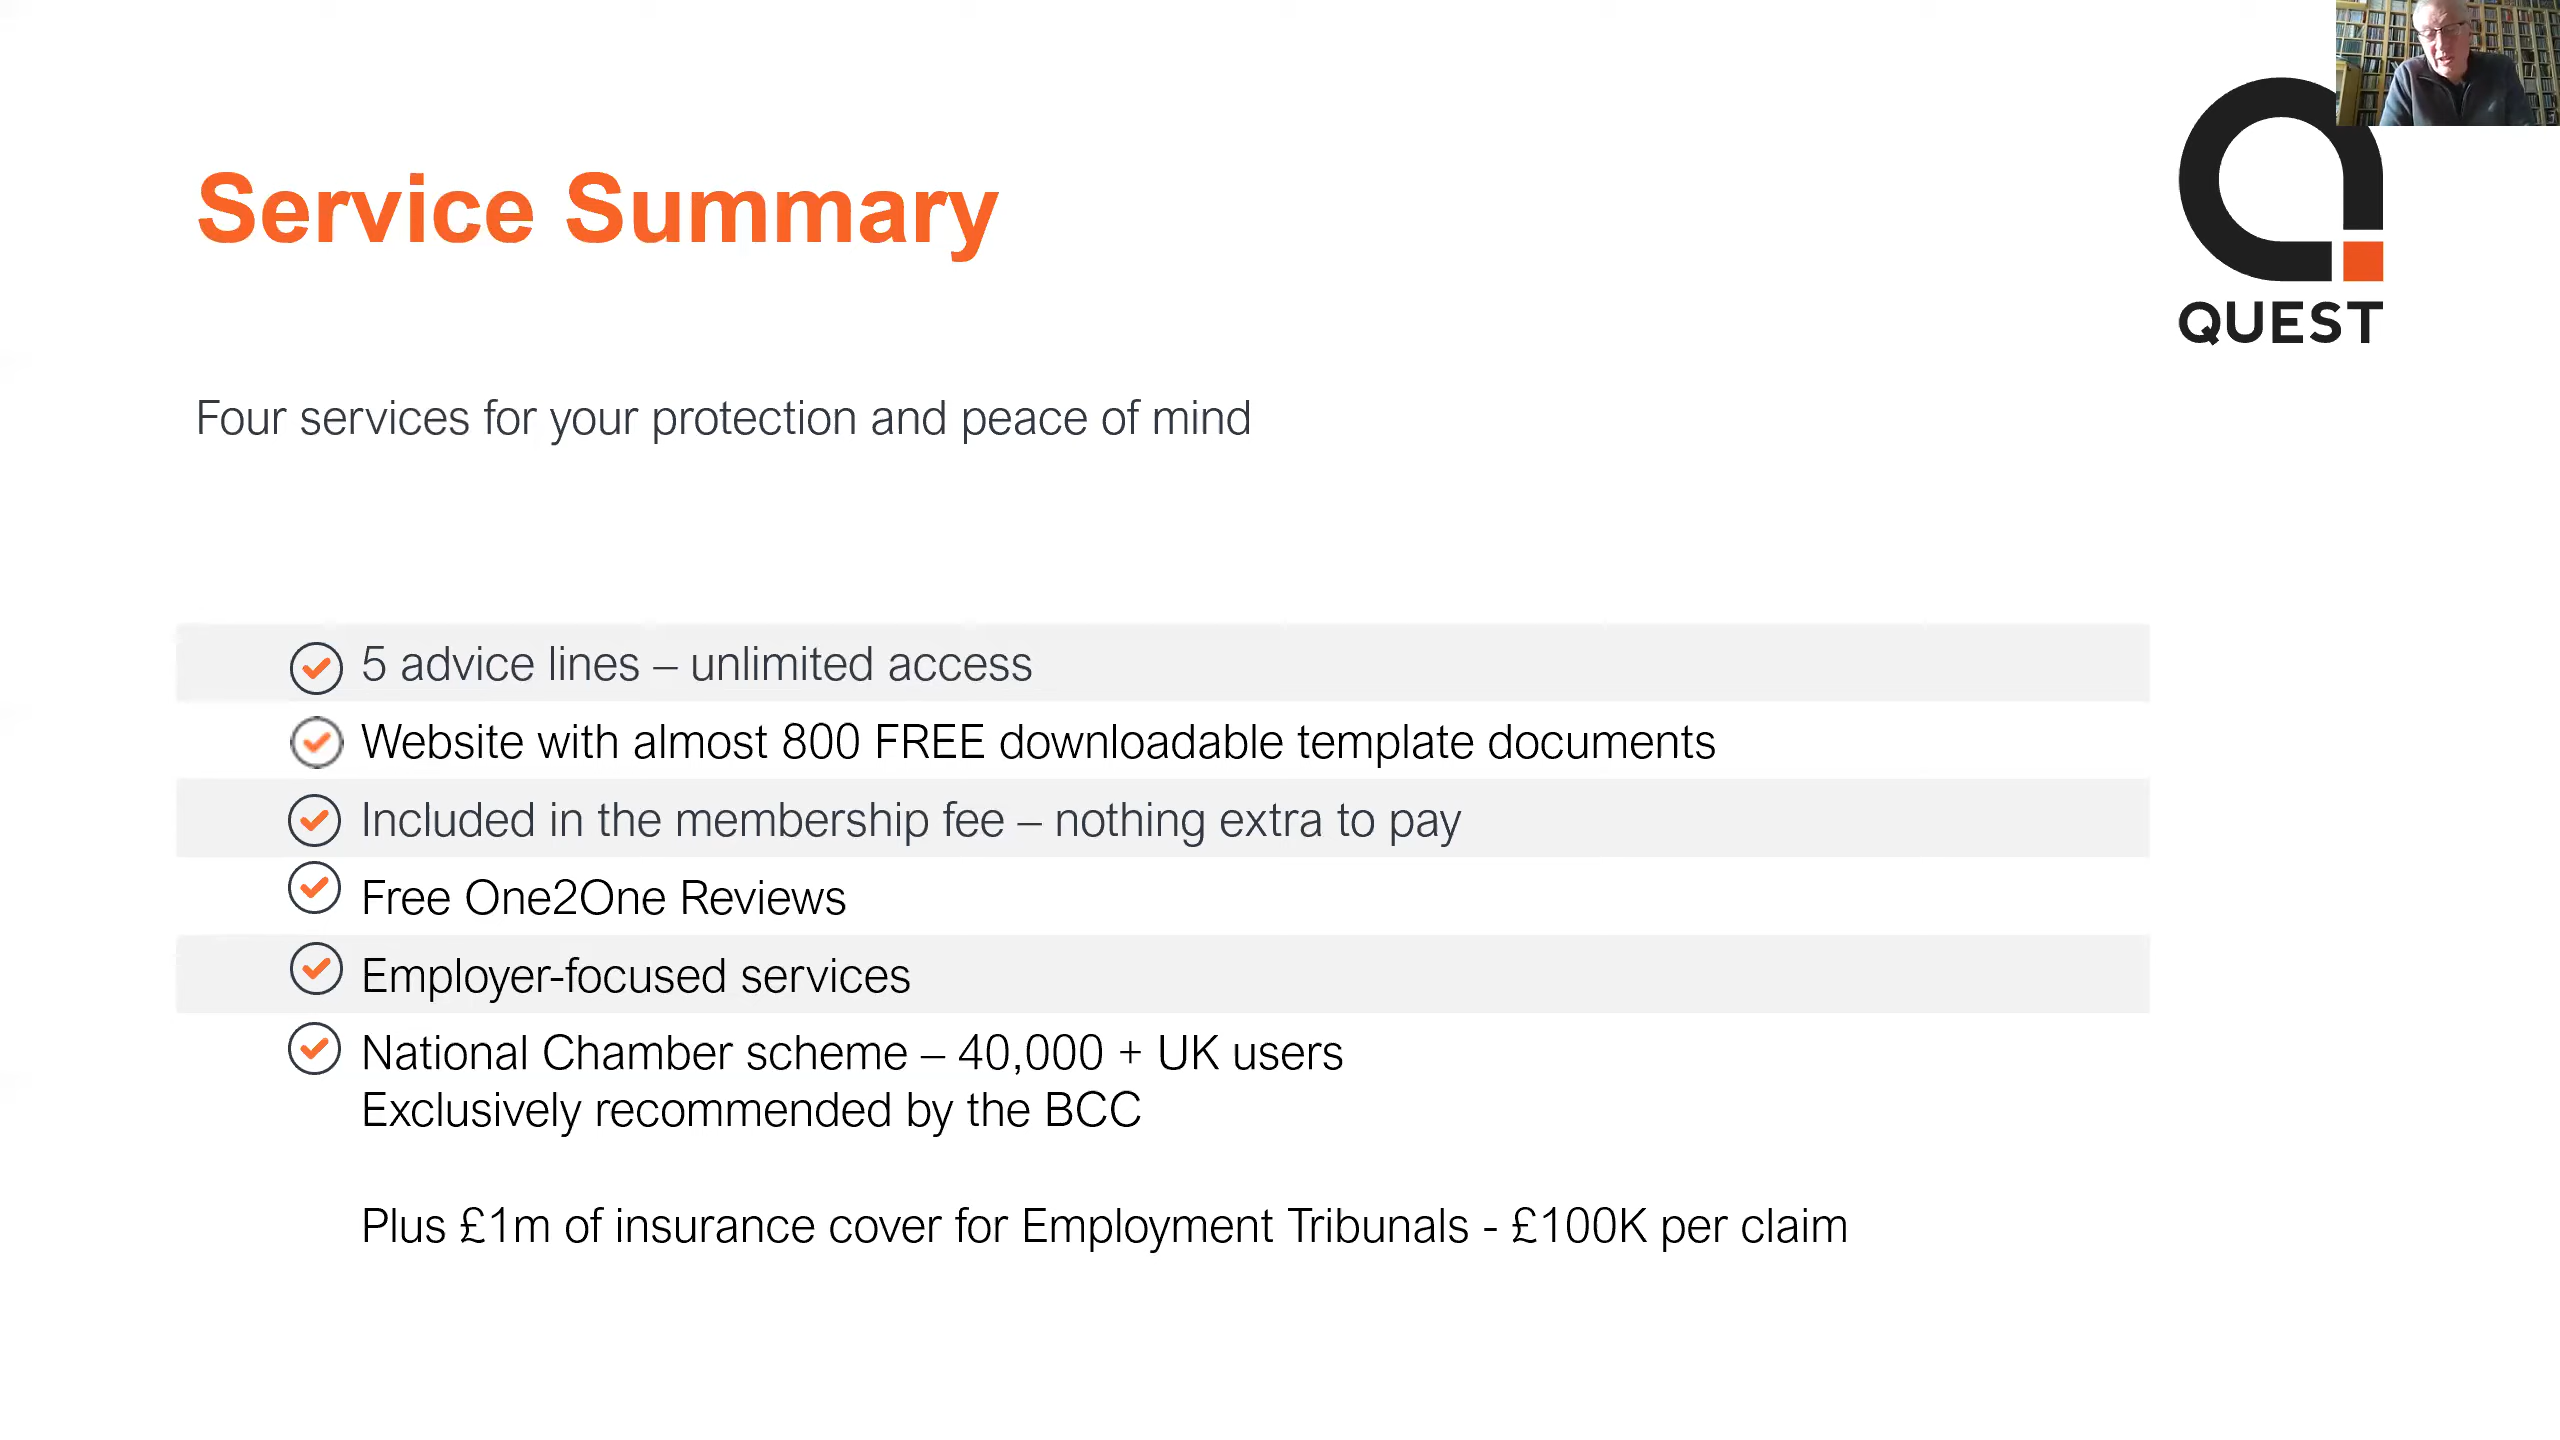 Service Summary
QUEST
Four services for your protection and peace of mind
5 advice lines – unlimited access
Website with almost 800 FREE downloadable template documents
Included in the membership fee – nothing extra to pay
Free One2One Reviews
Employer-focused services
National Chamber scheme – 40,000 + UK users
Exclusively recommended by the BCC
Plus £1m of insurance cover for Employment Tribunals - £100K per claim